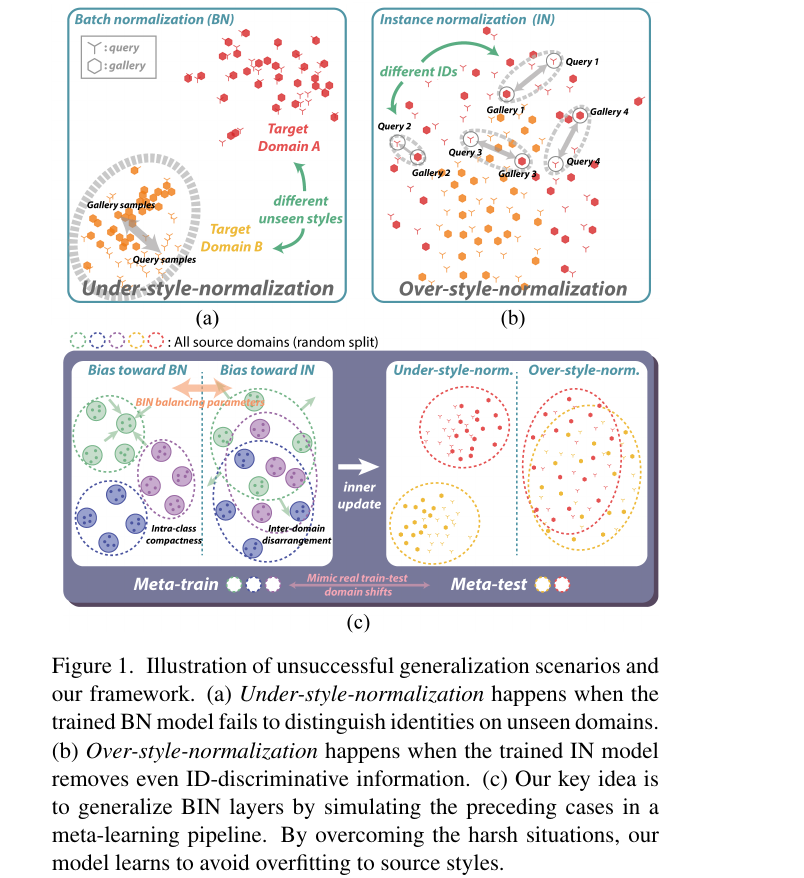 Batch normalization (BN)
: query
: gallery
Target
Domain A
different
unseen styles
Target
Domain B
Gallery samples
Query samples
Under-style-normalization
(a)
Instance normalization (IN)
different IDs
Query 1
Gallery 1
Gallery 4
Query 2
Gallery 2
Query 3
Gallery 3
Query 4
Over-style-normalization
(b)
: All source domains (random split)
Bias toward BN
Bias toward IN
BIN balancing parameters
Intra-class
compactness
Inter-domain
disarrangement
inner
update
Under-style-norm.
Over-style-norm.
Meta-train
Mimic real train-test
domain shifts
Meta-test
(c)
Figure 1. Illustration of unsuccessful generalization scenarios and
our framework. (a) Under-style-normalization happens when the
trained BN model fails to distinguish identities on unseen domains.
(b) Over-style-normalization happens when the trained IN model
removes even ID-discriminative information. (c) Our key idea is
to generalize BIN layers by simulating the preceding cases in a
meta-learning pipeline. By overcoming the harsh situations, our
model learns to avoid overfitting to source styles.